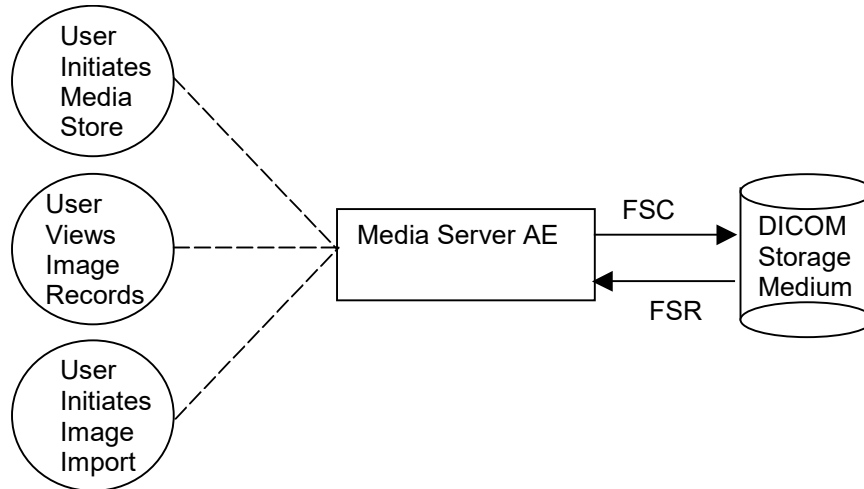 User
Initiates
Media
Store
User
Views
Image
Records
User
Initiates
Image
Import
Media Server AE
FSC
FSR
DICOM
Storage
Medium